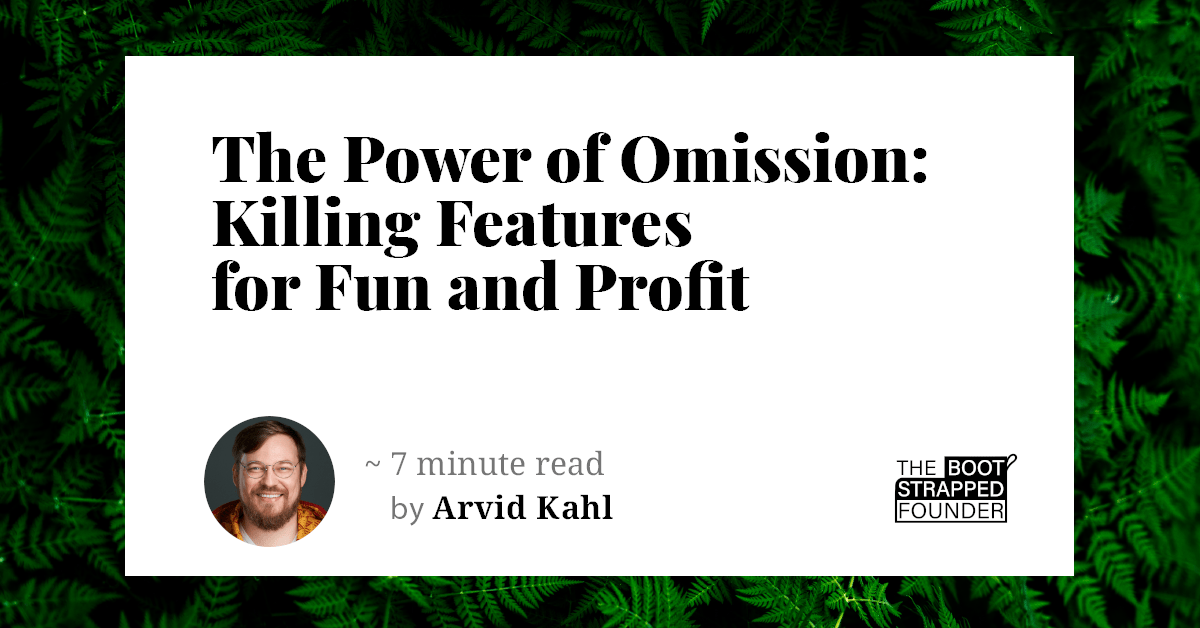 The Power of Omission:
Killing Features
for Fun and Profit
~ 7 minute read
by Arvid Kahl
THE BOOT
STRAPPED
FOUNDER